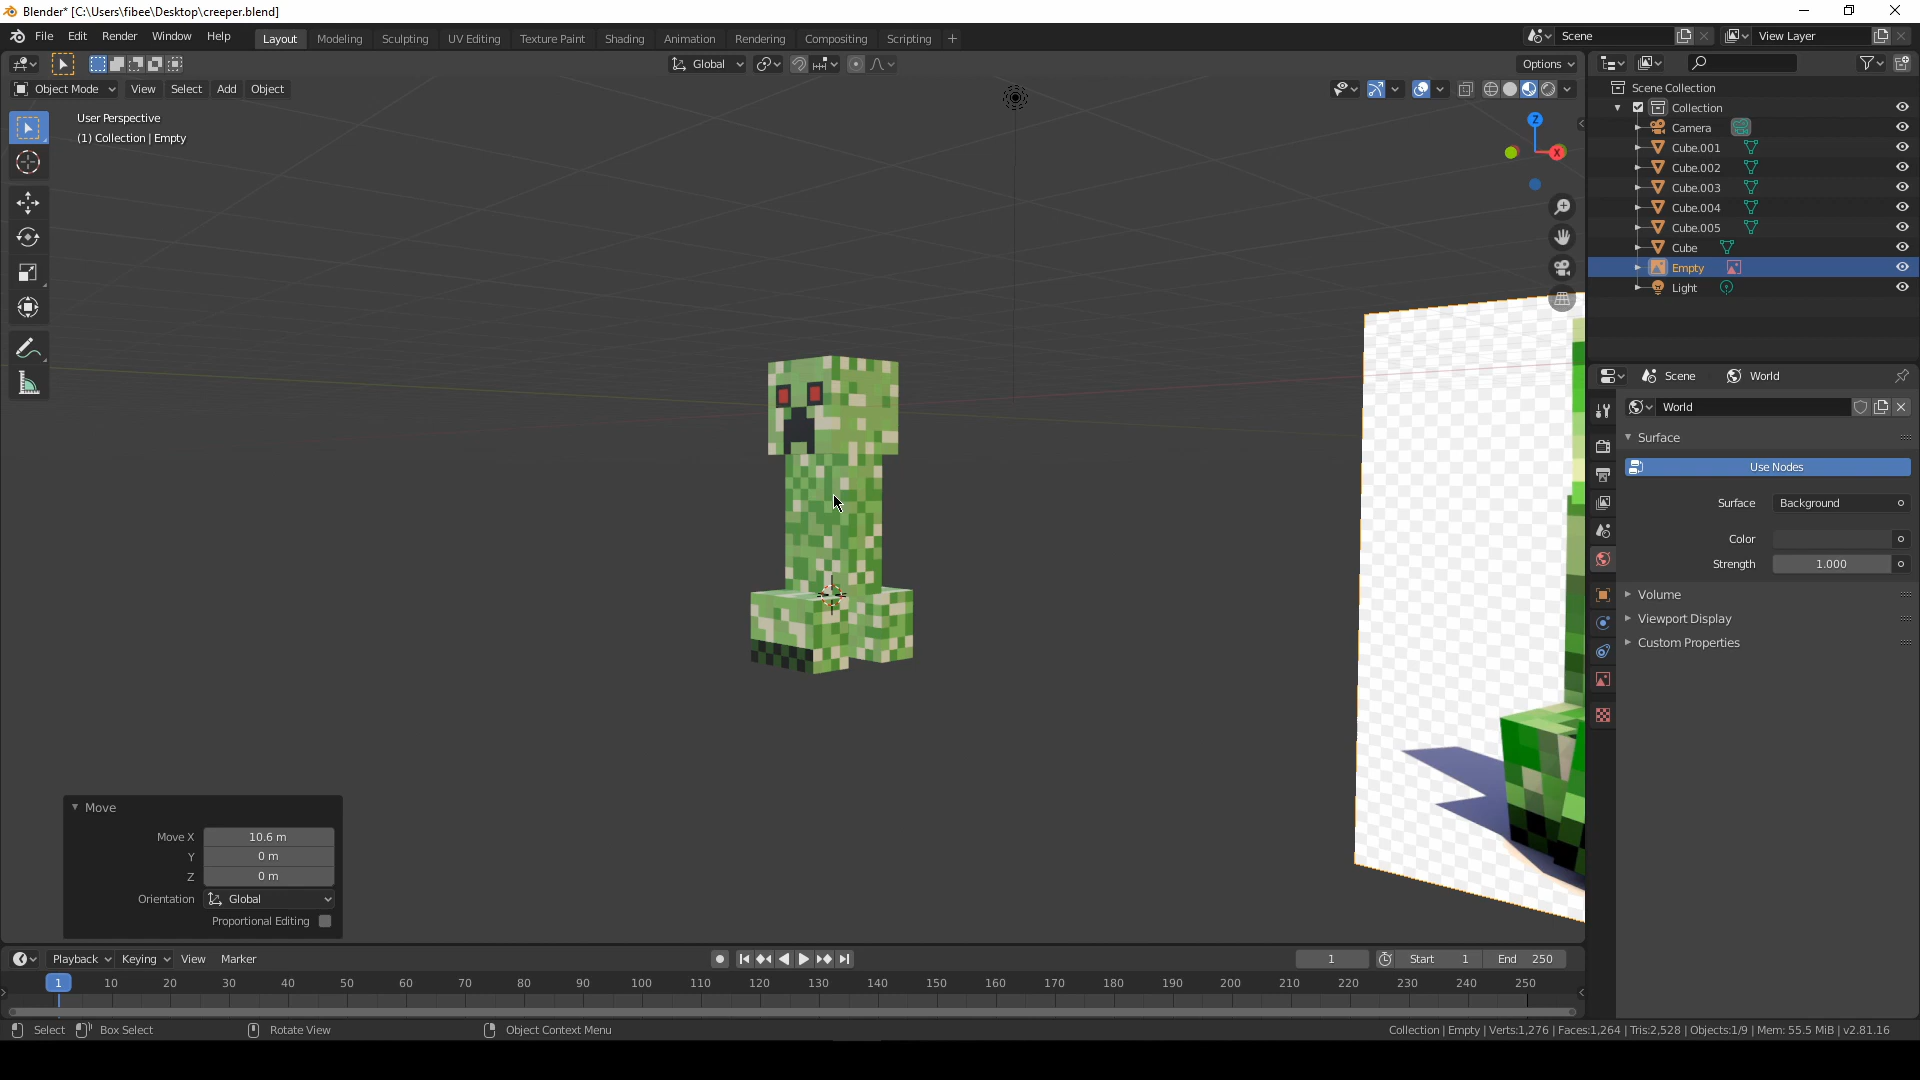 Blender* [C:\Users\fibee\Desktop\creeper.blend]
File Edit Render Window Help Layout Modeling Sculpting UV Editing Texture Paint Shading Animation Rendering Compositing Scripting + Scene View Layer
Global Options
Object Mode View Select Add Object
User Perspective
(1) Collection | Empty
Z
X
Scene Collection
Collection
Camera
Cube.001
Cube.002
Cube.003
Cube.004
Cube.005
Cube
Empty
Light
Scene World
World
Surface
Use Nodes
Surface Background
Color
Strength 1.000
Volume
Viewport Display
Custom Properties
Move
Move X 10.6 m
Y 0 m
Z 0 m
Orientation Global
Proportional Editing
Playback Keying View Marker 1 Start 1 End 250
1 10 20 30 40 50 60 70 80 90 100 110 120 130 140 150 160 170 180 190 200 210 220 230 240 250
Select Box Select Rotate View Object Context Menu Collection | Empty | Verts:1,276 | Faces:1,264 | Tris:2,528 | Objects:1/9 | Mem: 55.5 MiB | v2.81.16